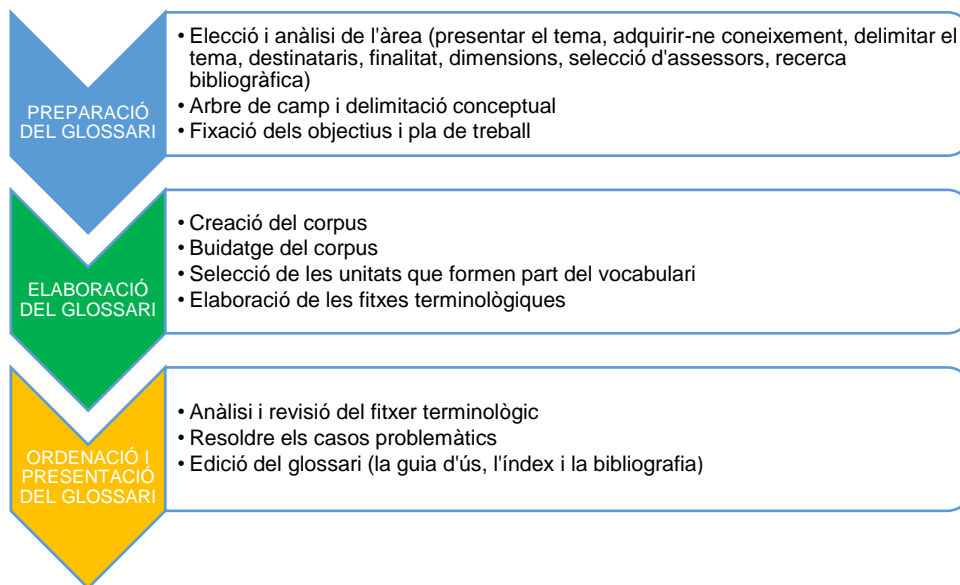 PREPARACIÓ
DEL GLOSSARI
• Elecció i anàlisi de l'àrea (presentar el tema, adquirir-ne coneixement, delimitar el
tema, destinataris, finalitat, dimensions, selecció d'assessors, recerca
bibliogràfica)
• Arbre de camp i delimitació conceptual
• Fixació dels objectius i pla de treball
ELABORACIÓ
DEL GLOSSARI
• Creació del corpus
• Buidatge del corpus
• Selecció de les unitats que formen part del vocabulari
• Elaboració de les fitxes terminològiques
ORDENACIÓ I
PRESENTACIÓ
DEL GLOSSARI
• Anàlisi i revisió del fitxer terminològic
• Resoldre els casos problemàtics
• Edició del glossari (la guia d'ús, l'índex i la bibliografia)